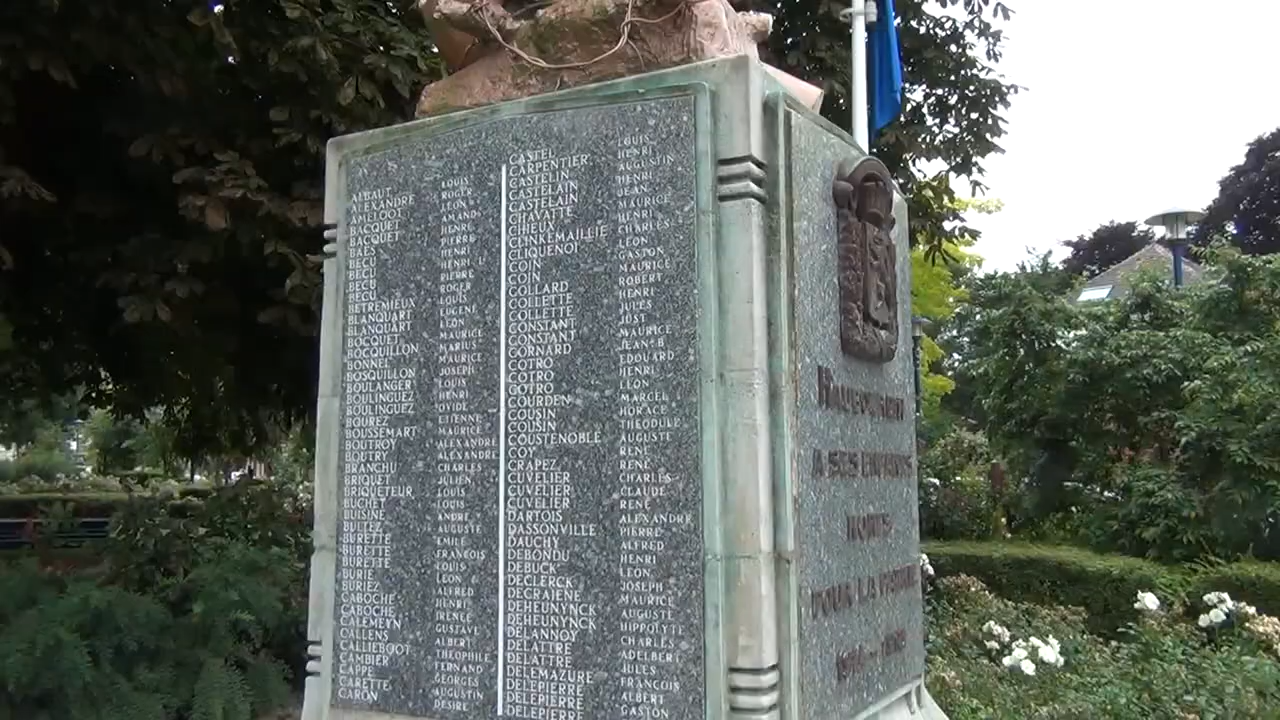 ALBAUT LOUIS
ALEXANDRE ROGER
AMELOOT LEON
BACQUET AMAND
BACQUET HENRI
BAES PIERRE
BECU HENRI
BECU HENRI L
BECU PIERRE
BECU ROGER
BETREMIEUX LOUIS
BLANQUART EUGENE
BLANQUART LEON
BOCQUET MAURICE
BOCQUILLON MARIUS
BONNEL MAURICE
BOSQUILLON JOSEPH
BOULANGER LOUIS
BOULINGUEZ HENRI
BOULINGUEZ OVIDE
BOUREZ ETIENNE
BOUSSEMART MAURICE
BOUTROY ALEXANDRE
BOUTRY ALEXANDRE
BRANCHU CHARLES
BRIQUET JULIEN
BRIQUETEUR LOUIS
BUCHET LOUIS
BUISINE ANDRE
BULTEZ AUGUSTE
BURETTE EMILE
BURETTE FRANCOIS
BURETTE LOUIS
BURIE LEON
BURIEZ ALFRED
CABOCHE HENRI
CABOCHE IRENEE
CALEMEYN GUSTAVE
CALLENS ALBERT
CALLIEBOOT THEOPHILE
CAMBIER FERNAND
CAPPE GEORGES
CARETTE AUGUSTIN
CARON DESIRE
CASTEL LOUIS
CARPENTIER HENRI
CASTELIN AUGUSTIN
CASTELAIN HENRI
CASTELAIN JEAN
CHAVATTE MAURICE
CHIEUX HENRI
CLINKEMAILLIE CHARLES
CLIQUENOI LEON
COIN GASTON
COIN MAURICE
COLLARD ROBERT
COLLETTE HENRI
COLLETTE JULES
CONSTANT JUST
CONSTANT MAURICE
CORNARD JEAN B
COTRO EDOUARD
COTRO HENRI
COTRO LEON
COURDEN MARCEL
COUSIN HORACE
COUSIN THEODULE
COUSTENOBLE AUGUSTE
COY RENE
CRAPEZ RENE
CUVELIER CHARLES
CUVELIER CLAUDE
CUVELIER RENE
DARTOIS ALEXANDRE
DASSONVILLE PIERRE
DAUCHY ALFRED
DEBONDU HENRI
DEBUCK LEON
DECLERCK JOSEPH
DECRAIENE MAURICE
DEHEUNYNCK AUGUSTE
DEHEUNYNCK HIPPOLYTE
DELANNOY CHARLES
DELATTRE ADELBERT
DELATTRE JULES
DELEMAZURE FRANÇOIS
DELEPIERRE ALBERT
DELEPIERRE GASTON
DELEPIERRE
A SES ENFANTS
MORTS
POUR LA PATRIE